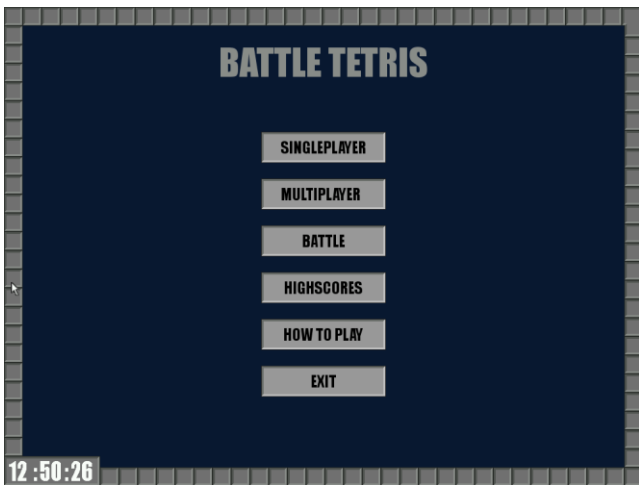 BATTLE TETRIS
SINGLEPLAYER
MULTIPLAYER
BATTLE
HIGHSCORES
HOW TO PLAY
EXIT
12 :50:26